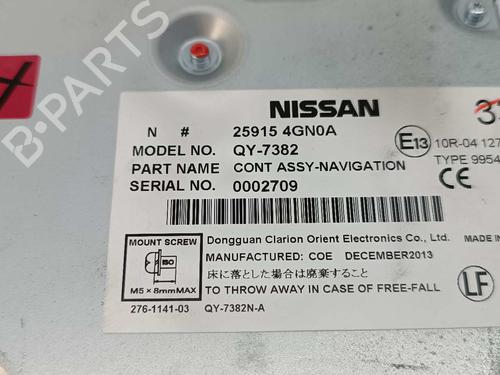 B-PARTS
NISSAN
N # 25915 4GN0A
MODEL NO. QY-7382
PART NAME CONT ASSY-NAVIGATION
SERIAL NO. 0002709
E13 10R-04 127
TYPE 9954
CE
MOUNT SCREW
ISO
M5 × 8mmMAX
Dongguan Clarion Orient Electronics Co., Ltd. MADE IN
MANUFACTURED: COE DECEMBER2013
床に落とした場合は廃棄すること
TO THROW AWAY IN CASE OF FREE-FALL
LF
276-1141-03 QY-7382N-A